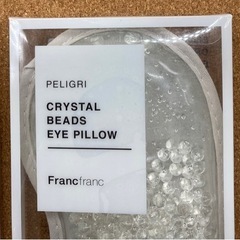 PELIGRI
CRYSTAL
BEADS
EYE PILLOW
Francfranc